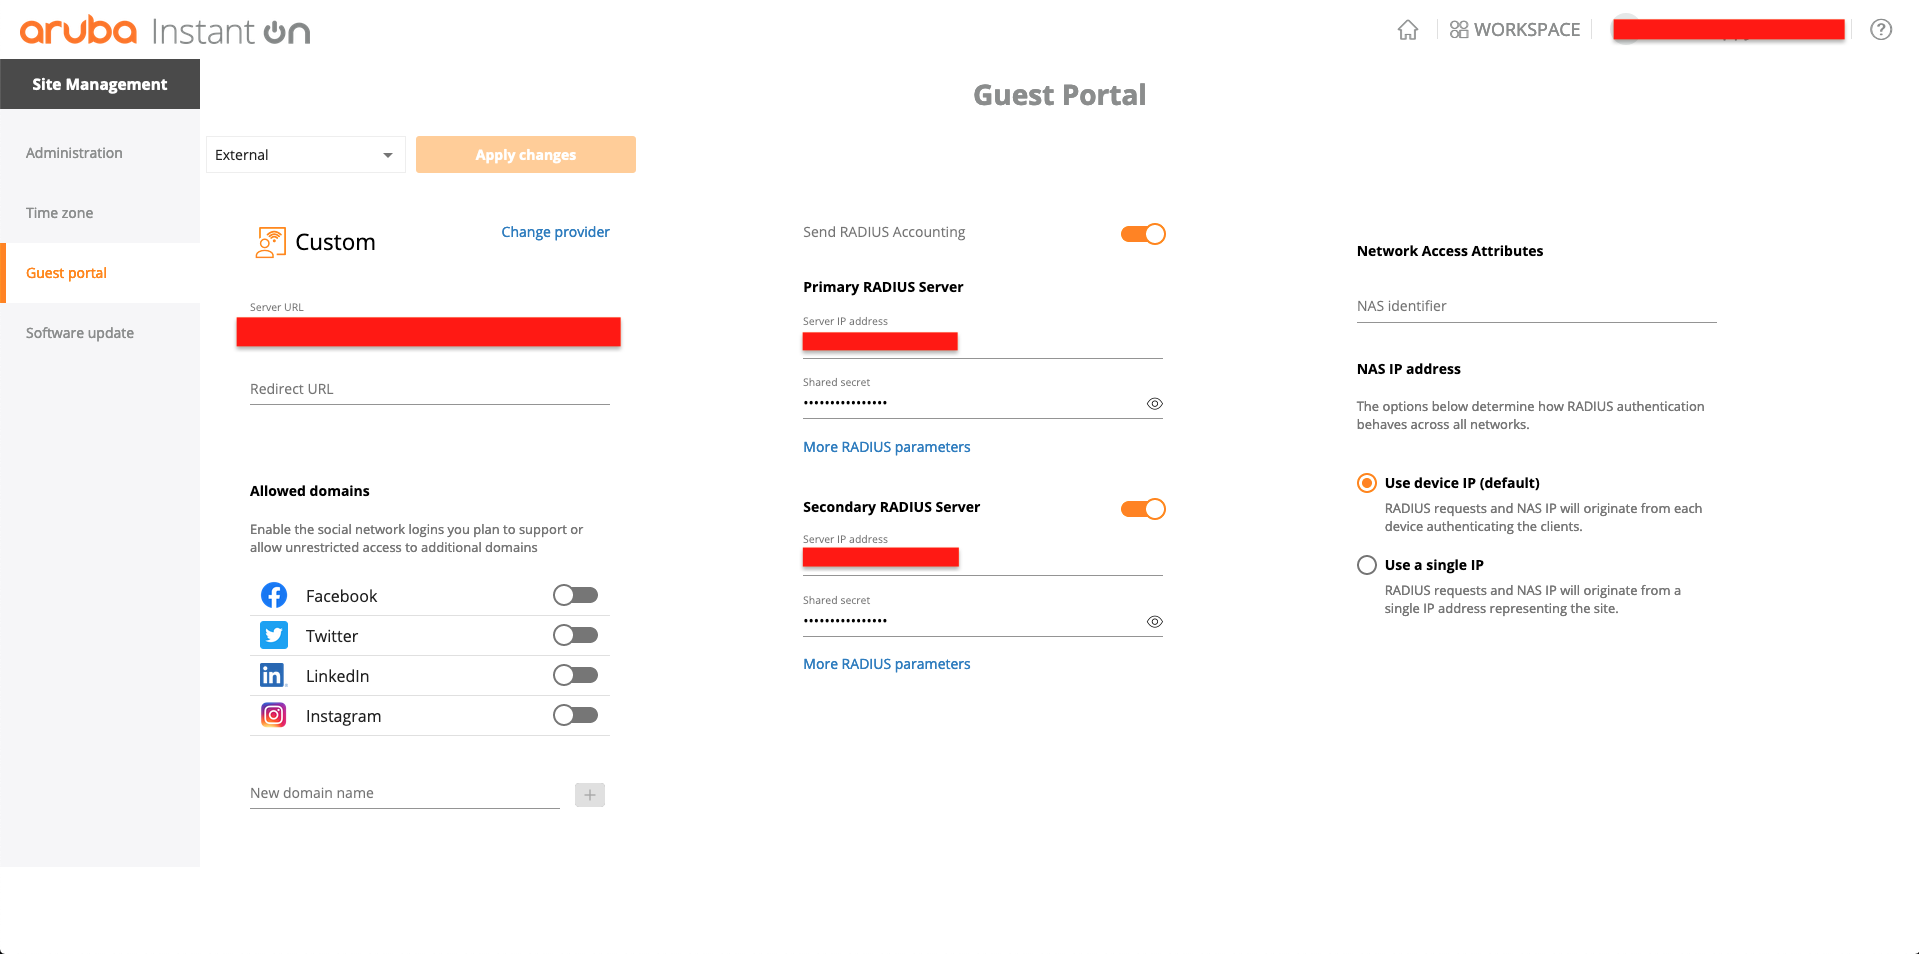 aruba Instant On
WORKSPACE
?
Site Management
Administration
Time zone
Guest portal
Software update
Guest Portal
External
Apply changes
Custom
Change provider
Server URL
Redirect URL
Allowed domains
Enable the social network logins you plan to support or
allow unrestricted access to additional domains
Facebook
Twitter
in
LinkedIn
Instagram
New domain name
+
Send RADIUS Accounting
Primary RADIUS Server
Server IP address
Shared secret
••••••••••••••••
More RADIUS parameters
Secondary RADIUS Server
Server IP address
Shared secret
••••••••••••••••
More RADIUS parameters
Network Access Attributes
NAS identifier
NAS IP address
The options below determine how RADIUS authentication
behaves across all networks.
Use device IP (default)
RADIUS requests and NAS IP will originate from each
device authenticating the clients.
Use a single IP
RADIUS requests and NAS IP will originate from a
single IP address representing the site.